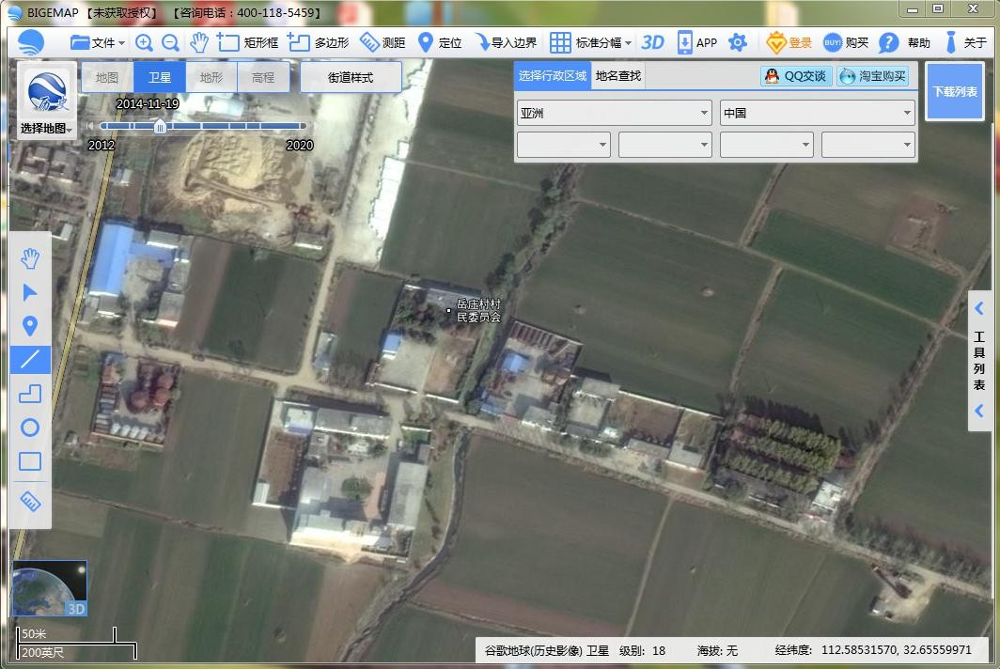 BIGEMAP 【未获取授权】 【咨询电话：400-118-5459】
文件 矩形框 多边形 测距 定位 导入边界 标准分幅 3D APP 登录 BUY! 购买 帮助 关于
选择地图
地图 卫星 地形 高程 街道样式
2014-11-19
2012 2020
选择行政区域 地名查找 QQ交谈 淘宝购买
亚洲 中国
下载列表
岳庄村村
民委员会
工具列表
3D
50米
200英尺
谷歌地球(历史影像) 卫星 级别: 18 海拔: 无 经纬度: 112.58531570, 32.65559971